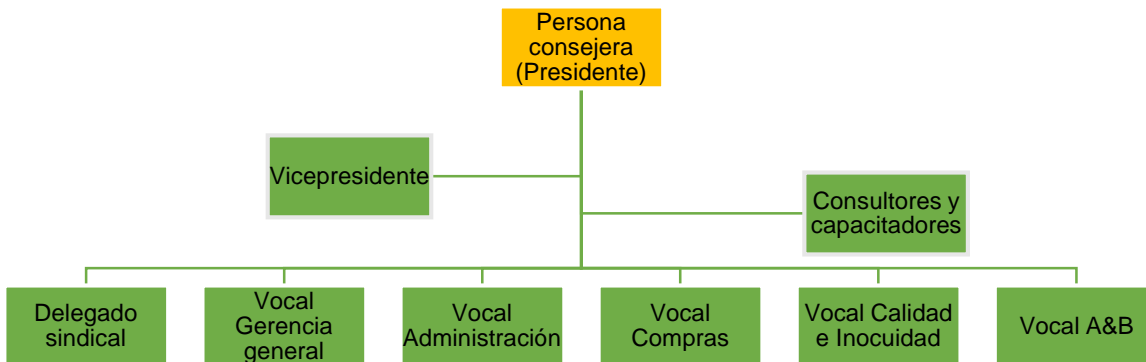 Persona
consejera
(Presidente)
Vicepresidente
Consultores y
capacitadores
Delegado
sindical
Vocal
Gerencia
general
Vocal
Administración
Vocal
Compras
Vocal Calidad
e Inocuidad
Vocal A&B